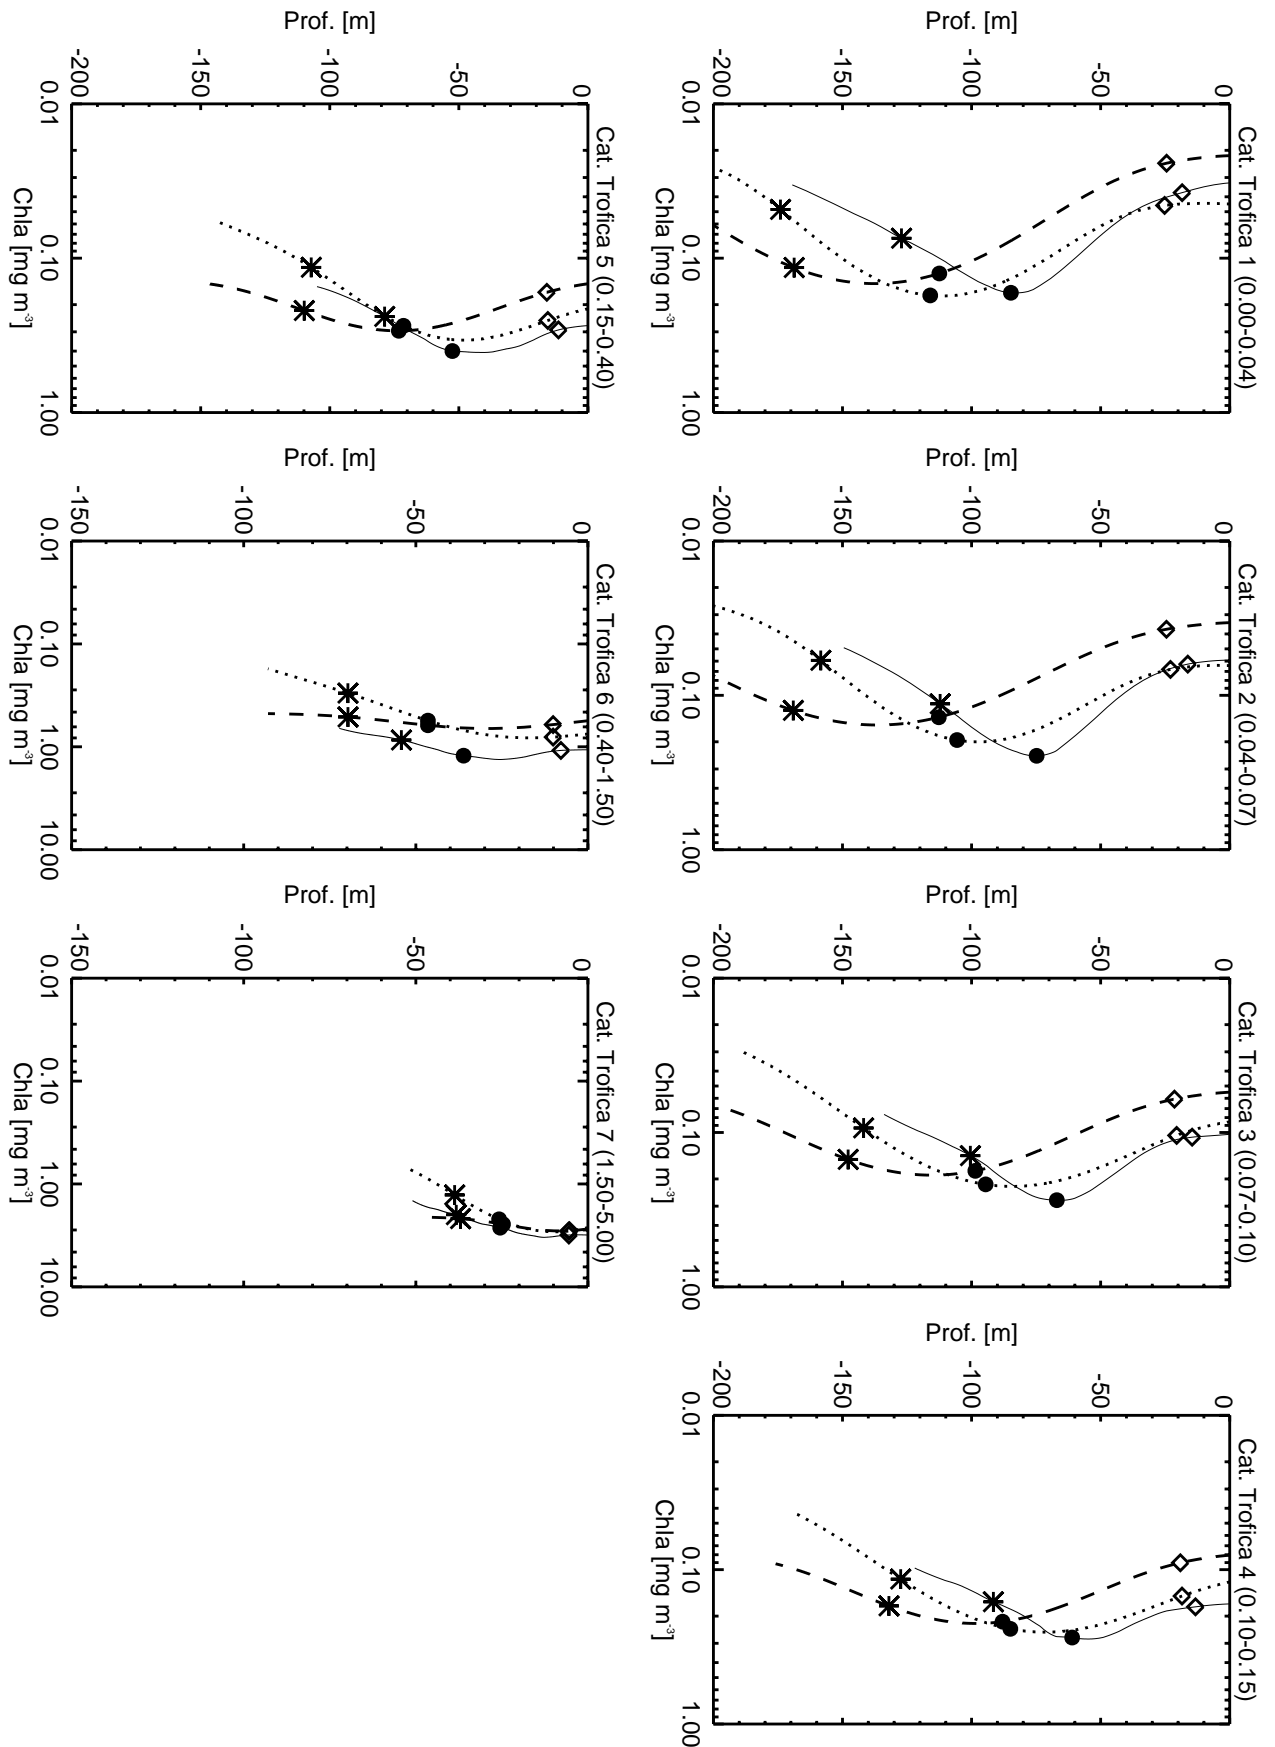 Cat. Trofica 1 (0.00-0.04)
0
-50
-100
-150
-200
Prof. [m]
0.01
0.10
1.00
Chla [mg m-3]
Cat. Trofica 2 (0.04-0.07)
0
-50
-100
-150
-200
Prof. [m]
0.01
0.10
1.00
Chla [mg m-3]
Cat. Trofica 3 (0.07-0.10)
0
-50
-100
-150
-200
Prof. [m]
0.01
0.10
1.00
Chla [mg m-3]
Cat. Trofica 4 (0.10-0.15)
0
-50
-100
-150
-200
Prof. [m]
0.01
0.10
1.00
Chla [mg m-3]
Cat. Trofica 5 (0.15-0.40)
0
-50
-100
-150
-200
Prof. [m]
0.01
0.10
1.00
Chla [mg m-3]
Cat. Trofica 6 (0.40-1.50)
0
-50
-100
-150
Prof. [m]
0.01
0.10
1.00
10.00
Chla [mg m-3]
Cat. Trofica 7 (1.50-5.00)
0
-50
-100
-150
Prof. [m]
0.01
0.10
1.00
10.00
Chla [mg m-3]